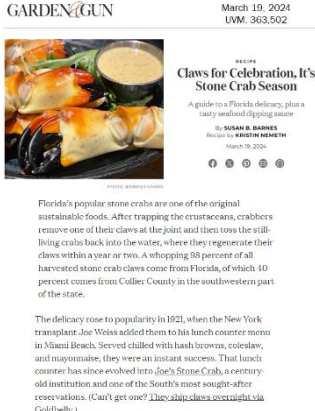 GARDEN & GUN
March 19, 2024
UVM. 363,502
RECIPE
Claws for Celebration, It's
Stone Crab Season
A guide to a Florida delicacy, plus a
tasty seafood dipping sauce
By SUSAN B. BARNES
Recipe by KRISTIN NEMETH
March 19, 2024
PHOTO:
Florida's popular stone crabs are one of the original
sustainable foods. After trapping the crustaceans, crabbers
remove one of their claws at the joint and then toss the still-
living crabs back into the water, where they regenerate their
claws within a year or two. A whopping 98 percent of all
harvested stone crab claws come from Florida, of which 40
percent comes from Collier County in the southwestern part
of the state.
The delicacy rose to popularity in 1921, when the New York
transplant Joe Weiss added them to his lunch counter menu
in Miami Beach. Served chilled with hash browns, coleslaw,
and mayonnaise, they were an instant success. That lunch
counter has since evolved into Joe's Stone Crab, a century-
old institution and one of the South's most sought-after
reservations. (Can't get one? They ship claws overnight via
Goldbelly.)